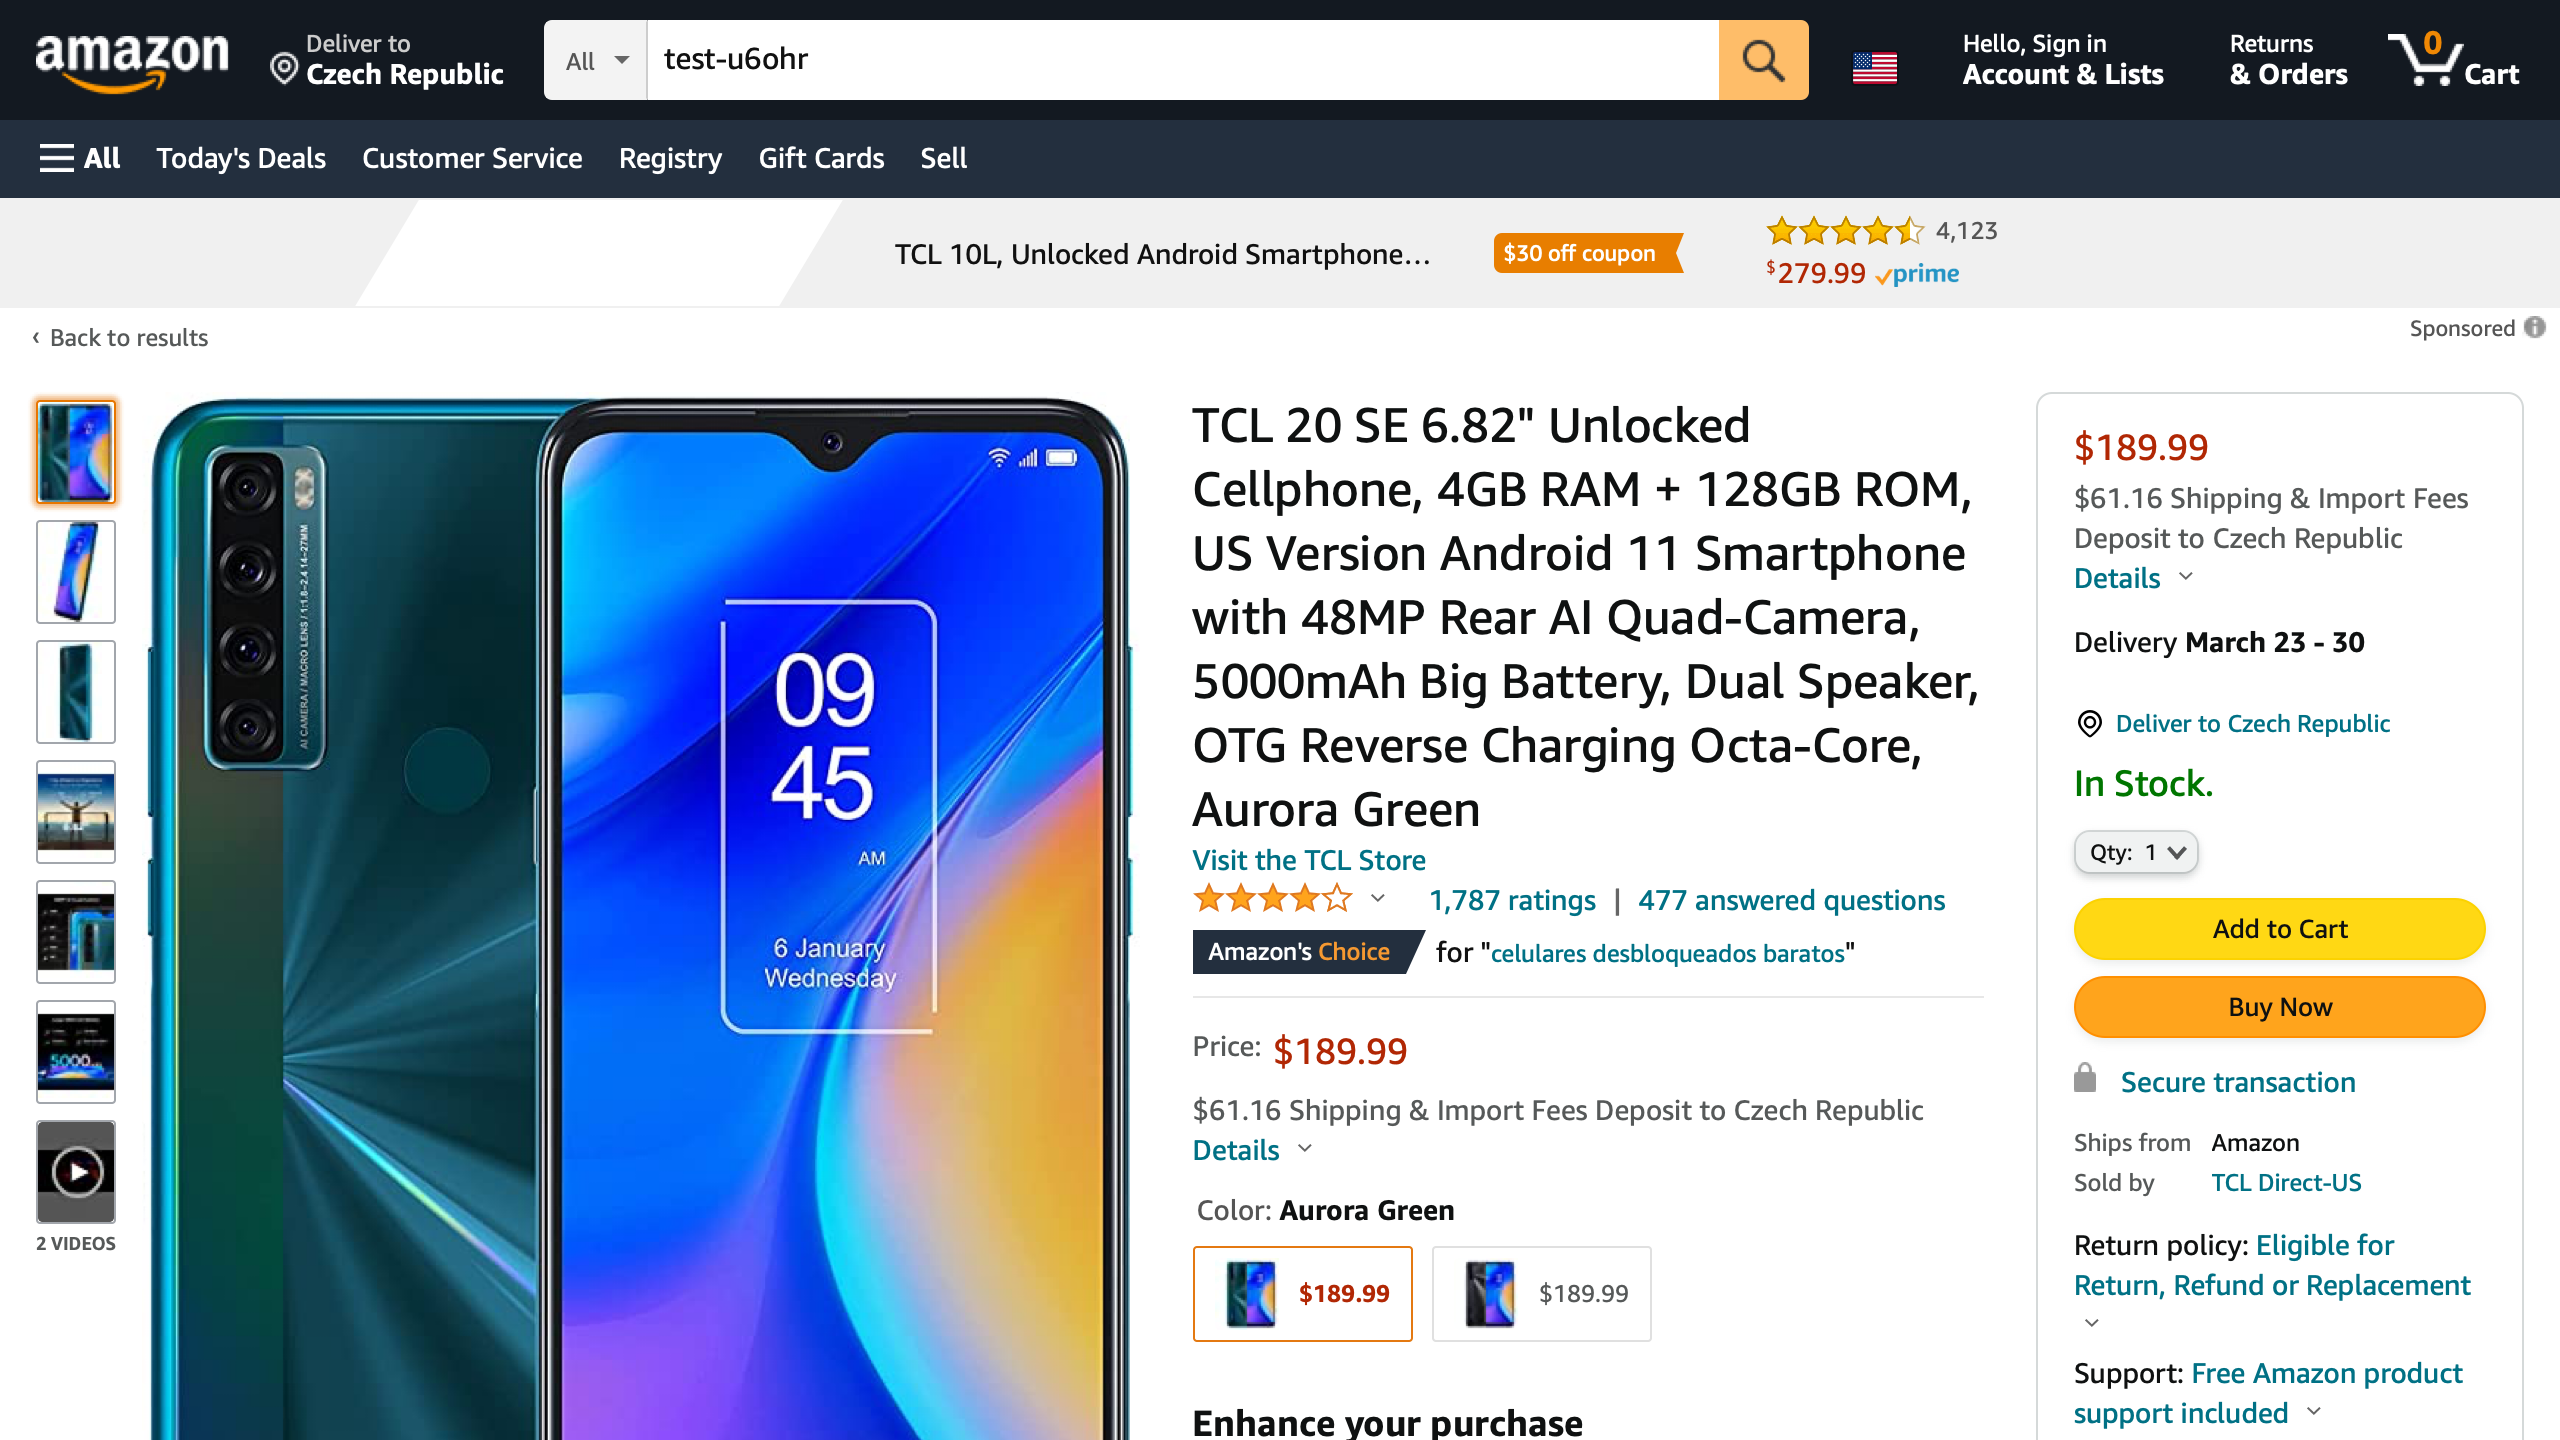 amazon
Deliver to
Czech Republic
All
test-u6ohr
Hello, Sign in
Account & Lists
Returns
& Orders
0
Cart
All
Today's Deals
Customer Service
Registry
Gift Cards
Sell
TCL 10L, Unlocked Android Smartphone…
$30 off coupon
4,123
$279.99 prime
‹ Back to results
Sponsored
AI CAMERA / MACRO LENS / 1:1.8-2.4 14-27MM
09
45
AM
6 January
Wednesday
5000
2 VIDEOS
TCL 20 SE 6.82" Unlocked
Cellphone, 4GB RAM + 128GB ROM,
US Version Android 11 Smartphone
with 48MP Rear AI Quad-Camera,
5000mAh Big Battery, Dual Speaker,
OTG Reverse Charging Octa-Core,
Aurora Green
Visit the TCL Store
1,787 ratings | 477 answered questions
Amazon's Choice for "celulares desbloqueados baratos"
Price: $189.99
$61.16 Shipping & Import Fees Deposit to Czech Republic
Details
Color: Aurora Green
$189.99
$189.99
Enhance your purchase
$189.99
$61.16 Shipping & Import Fees
Deposit to Czech Republic
Details
Delivery March 23 - 30
Deliver to Czech Republic
In Stock.
Qty: 1
Add to Cart
Buy Now
Secure transaction
Ships from Amazon
Sold by TCL Direct-US
Return policy: Eligible for
Return, Refund or Replacement
Support: Free Amazon product
support included